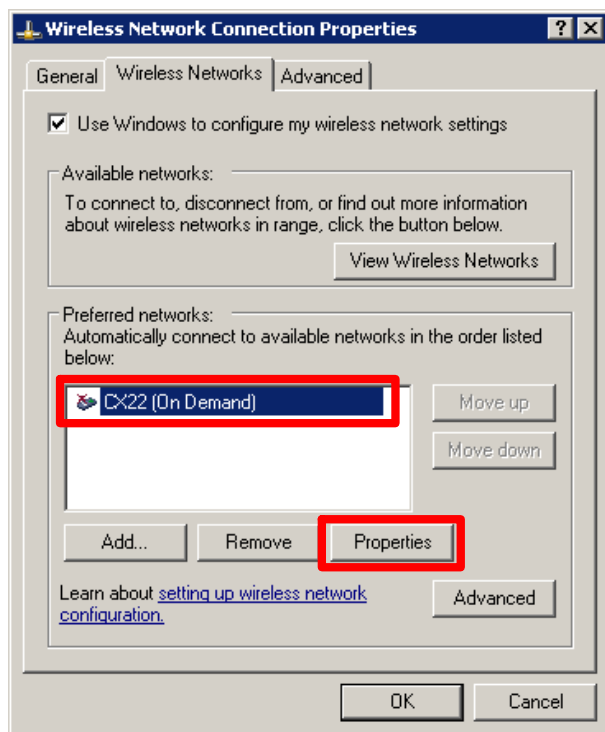 Wireless Network Connection Properties
General Wireless Networks Advanced
Use Windows to configure my wireless network settings
Available networks:
To connect to, disconnect from, or find out more information
about wireless networks in range, click the button below.
View Wireless Networks
Preferred networks:
Automatically connect to available networks in the order listed
below:
CX22 (On Demand)
Move up
Move down
Add... Remove Properties
Learn about setting up wireless network
configuration.
Advanced
OK Cancel